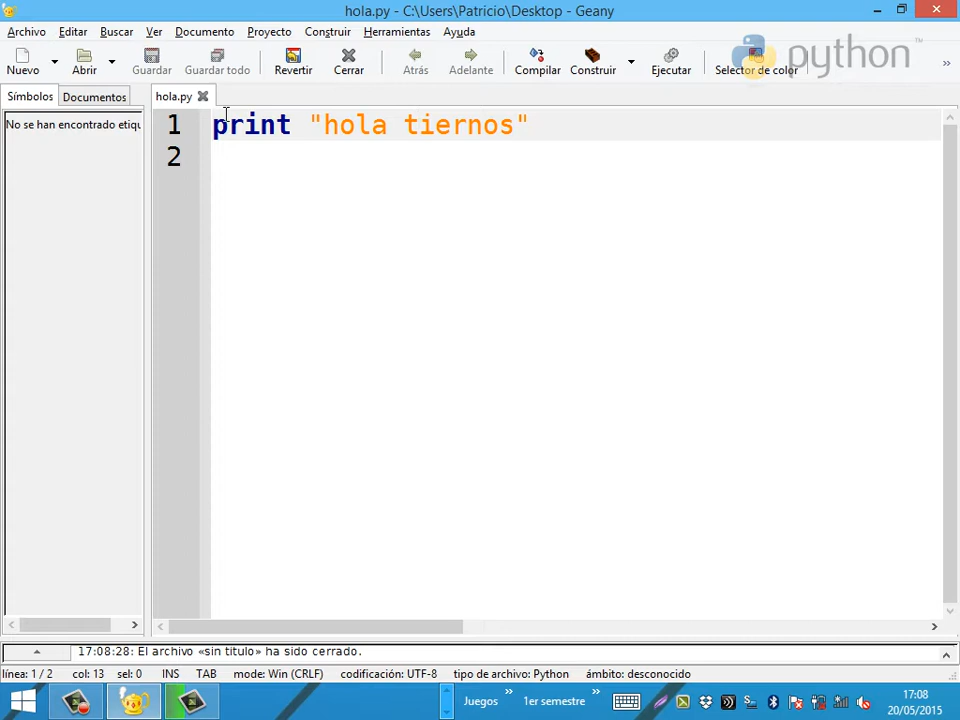 hola.py - C:\Users\Patricio\Desktop - Geany
Archivo Editar Buscar Ver Documento Proyecto Construir Herramientas Ayuda
Nuevo Abrir Guardar Guardar todo Revertir Cerrar Atrás Adelante Compilar Construir Ejecutar Selector de color »
python™
Símbolos Documentos hola.py
No se han encontrado etiqu
1 print "hola tiernos"
2
17:08:28: El archivo «sin titulo» ha sido cerrado.
línea: 1 / 2 col: 13 sel: 0 INS TAB mode: Win (CRLF) codificación: UTF-8 tipo de archivo: Python ámbito: desconocido
Juegos » 1er semestre »
17:08
20/05/2015